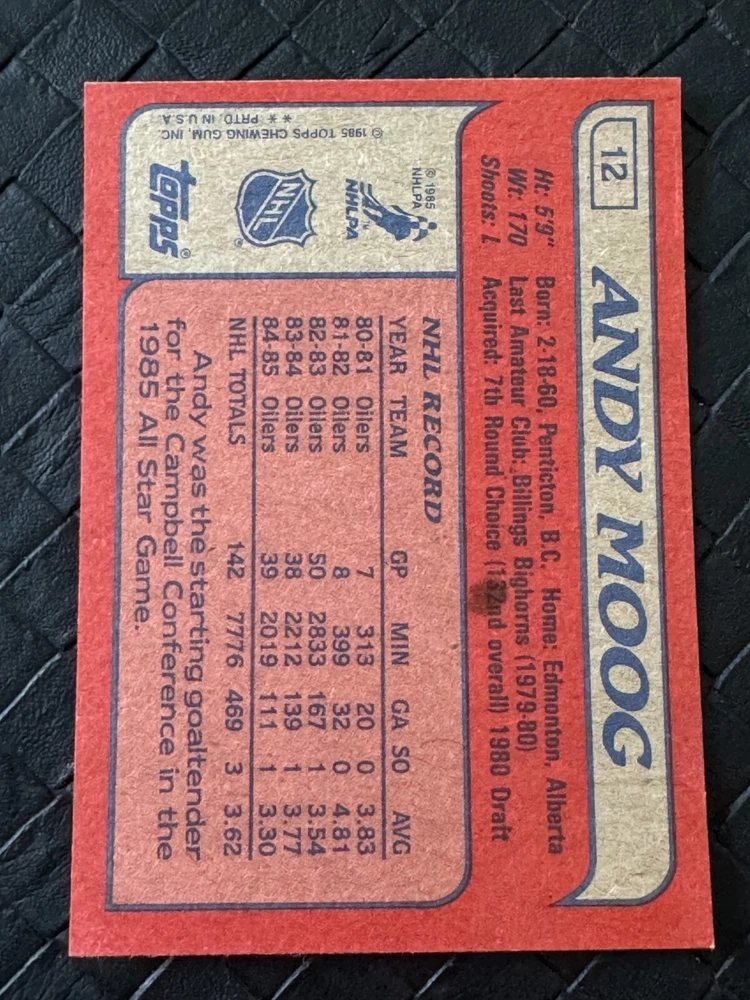 12
ANDY MOOG
Ht: 5'9" Born: 2-18-60, Penticton, B.C. Home: Edmonton, Alberta
Wt: 170 Last Amateur Club: Billings Bighorns (1979-80)
Shoots: L Acquired: 7th Round Choice (132nd overall) 1980 Draft
© 1985
NHLPA
NHLPA
TM
NHL
®
topps®
© 1985 TOPPS CHEWING GUM, INC.
** PRTD. IN U.S.A.
NHL RECORD
YEAR TEAM GP MIN GA SO AVG
80-81 Oilers 7 313 20 0 3.83
81-82 Oilers 8 399 32 0 4.81
82-83 Oilers 50 2833 167 1 3.54
83-84 Oilers 38 2212 139 1 3.77
84-85 Oilers 39 2019 111 1 3.30
NHL TOTALS 142 7776 469 3 3.62
Andy was the starting goaltender
for the Campbell Conference in the
1985 All Star Game.